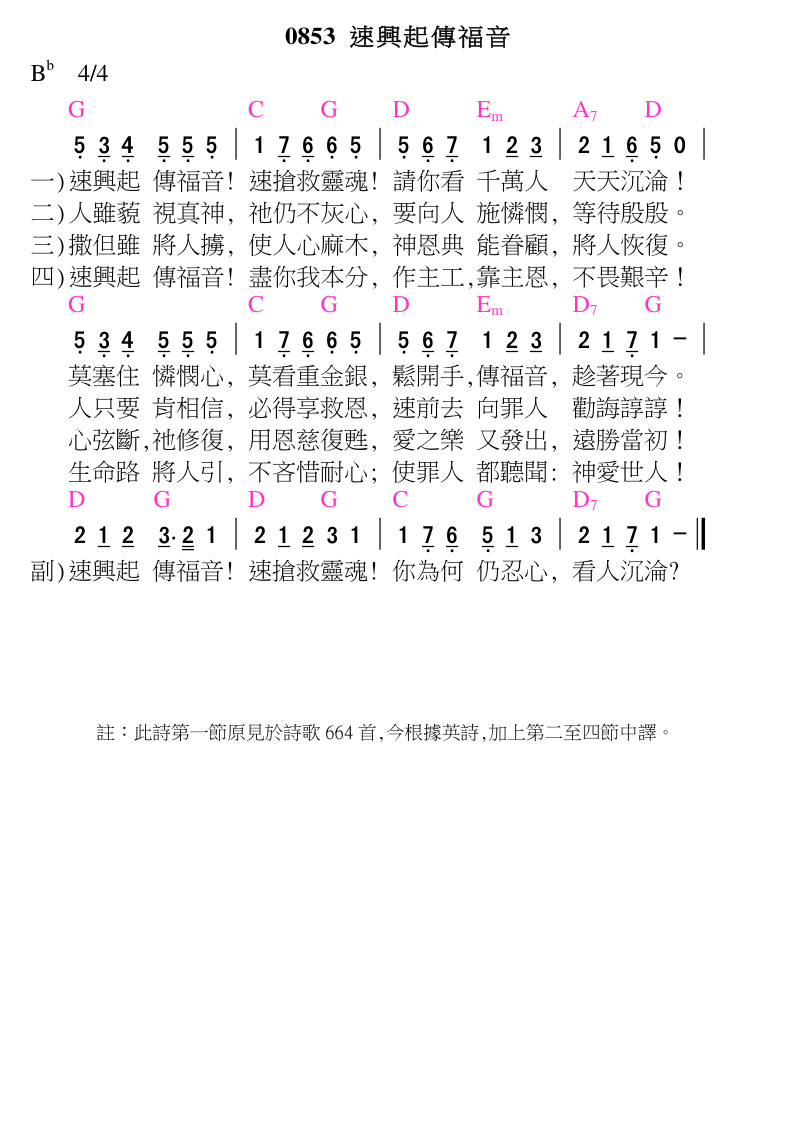 0853 速興起傳福音
B♭ 4/4
G C G D Em A7 D
5 3 4 5 5 5 | 1 7 6 6 5 | 5 6 7 1 2 3 | 2 1 6 5 0 |
一)速興起 傳福音! 速搶救靈魂! 請你看 千萬人 天天沉淪！
二)人雖藐 視真神, 祂仍不灰心, 要向人 施憐憫, 等待殷殷。
三)撒但雖 將人擄, 使人心麻木, 神恩典 能眷顧, 將人恢復。
四)速興起 傳福音! 盡你我本分, 作主工,靠主恩, 不畏艱辛！
G C G D Em D7 G
5 3 4 5 5 5 | 1 7 6 6 5 | 5 6 7 1 2 3 | 2 1 7 1 - |
莫塞住 憐憫心, 莫看重金銀, 鬆開手,傳福音, 趁著現今。
人只要 肯相信, 必得享救恩, 速前去 向罪人 勸誨諄諄！
心弦斷,祂修復, 用恩慈復甦, 愛之樂 又發出, 遠勝當初！
生命路 將人引, 不吝惜耐心; 使罪人 都聽聞: 神愛世人！
D G D G C G D7 G
2 1 2 3· 2 1 | 2 1 2 3 1 | 1 7 6 5 1 3 | 2 1 7 1 - ‖
副)速興起 傳福音! 速搶救靈魂! 你為何 仍忍心, 看人沉淪?
註：此詩第一節原見於詩歌 664 首,今根據英詩,加上第二至四節中譯。